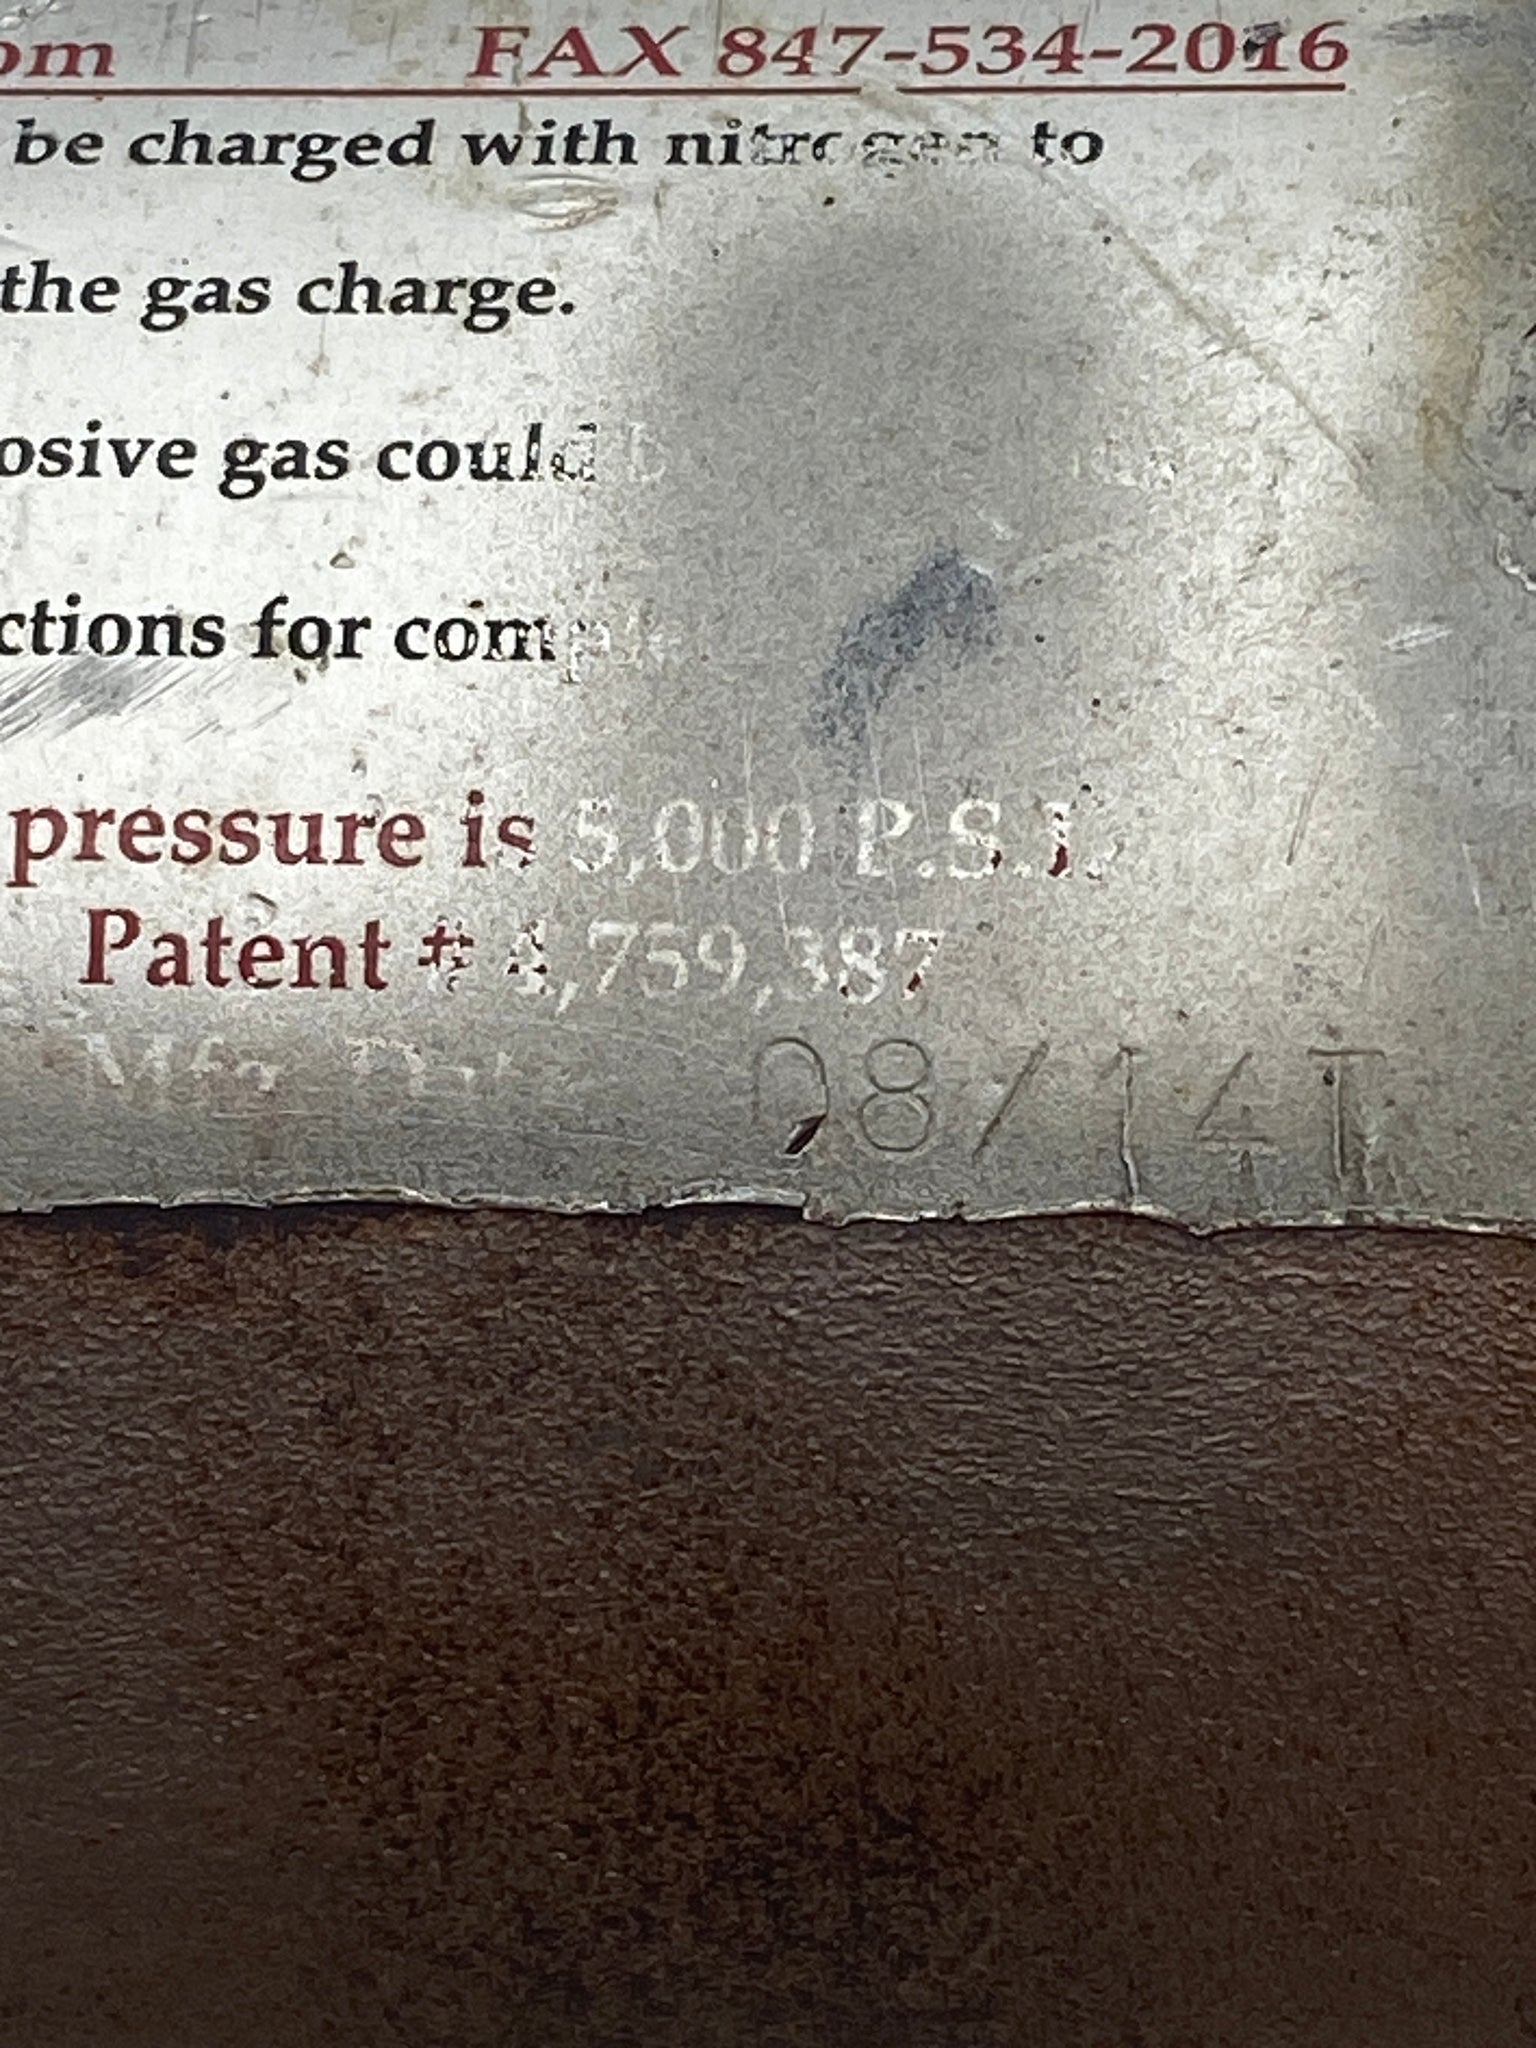 om FAX 847-534-2016
be charged with nitrogen to
the gas charge.
osive gas could
ctions for comp
pressure is 5,000 P.S.I.
Patent # 4,759,387
08/14T